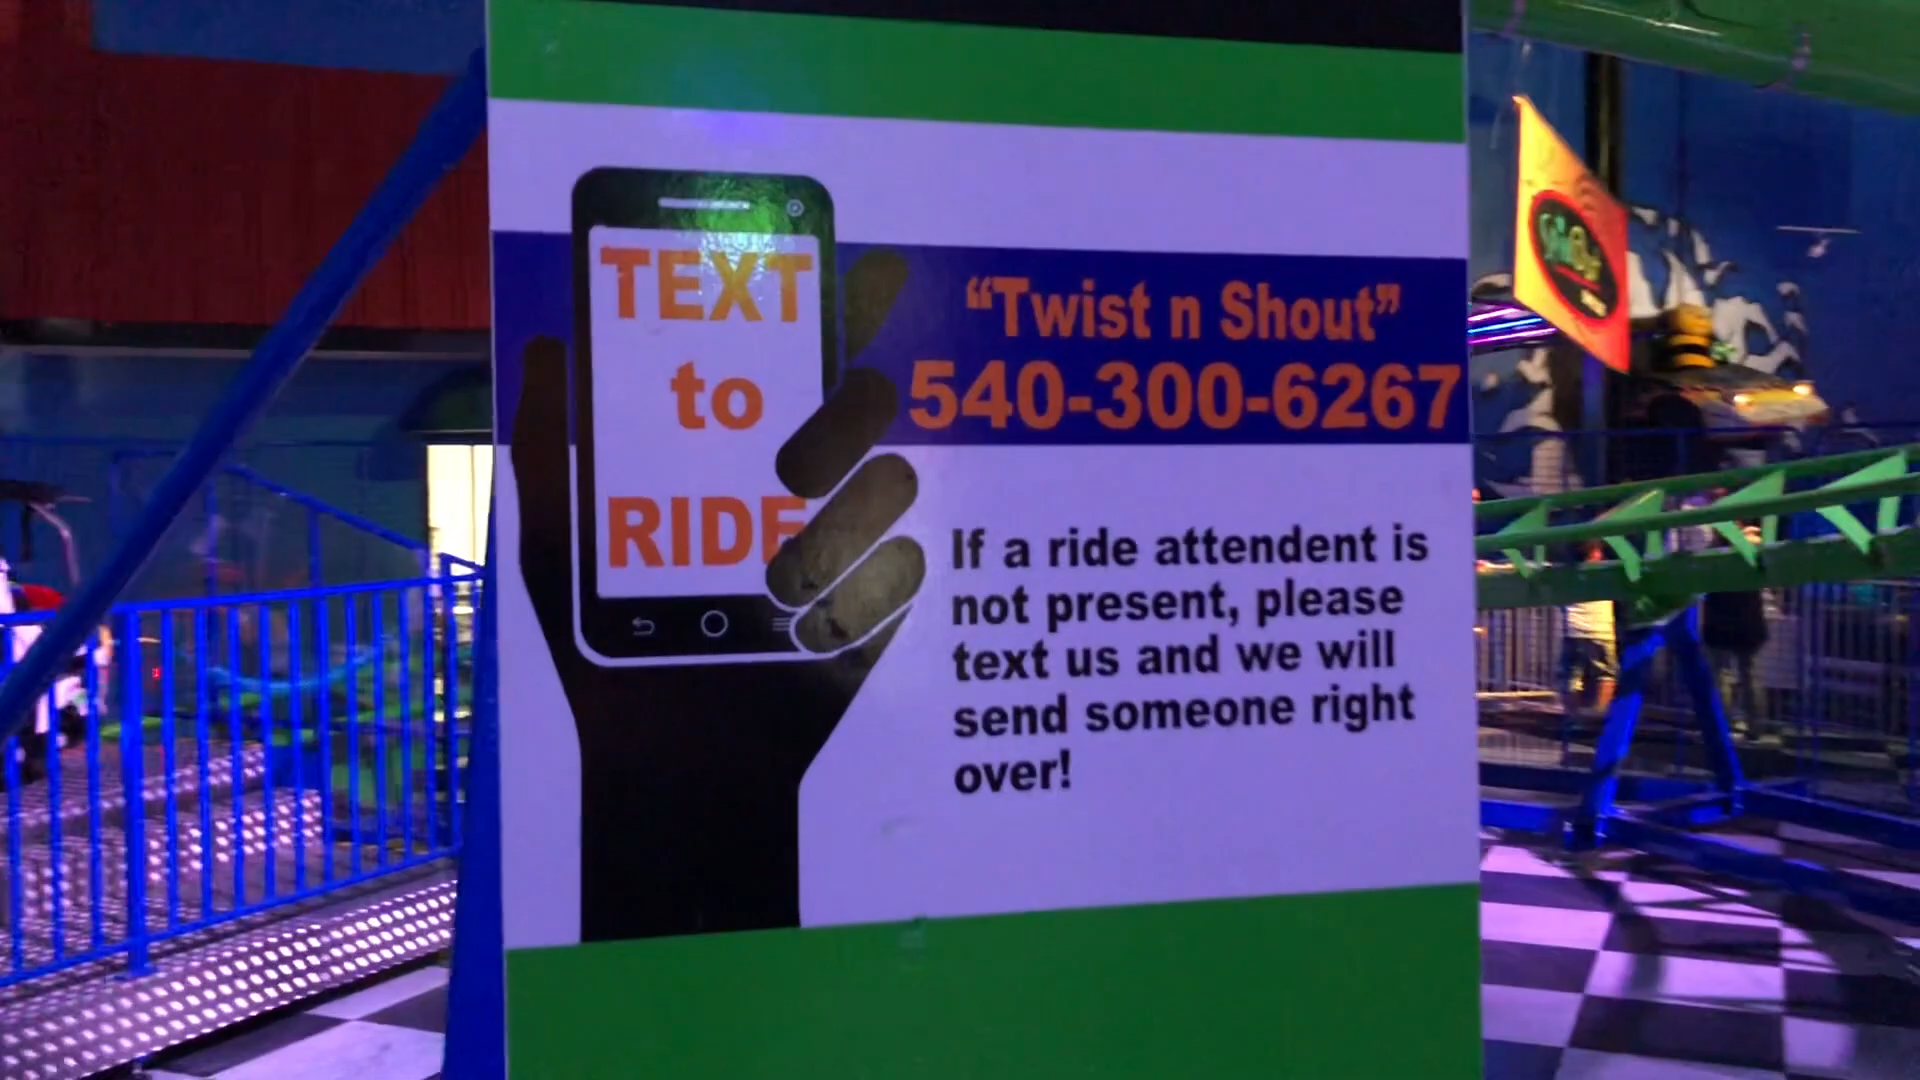 TEXT
to
RIDE
“Twist n Shout”
540-300-6267
If a ride attendent is
not present, please
text us and we will
send someone right
over!